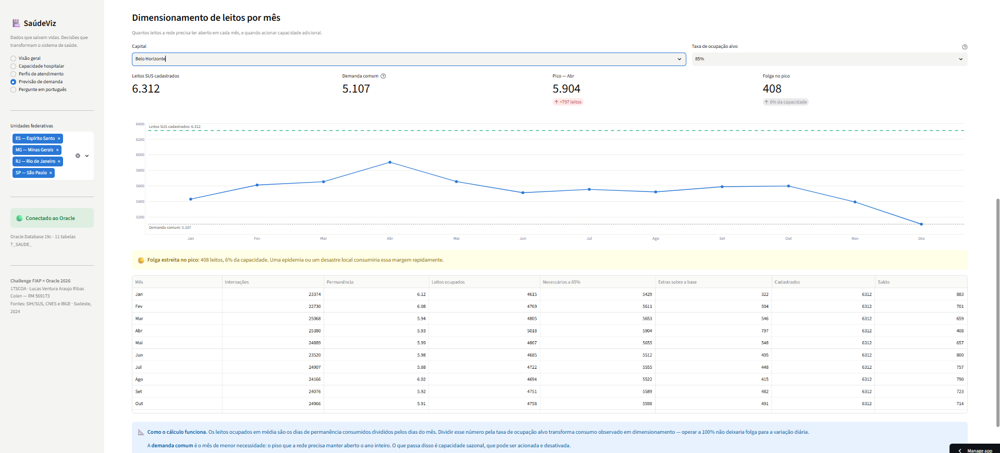 SaúdeViz
Dados que salvam vidas. Decisões que
transformam o sistema de saúde.
Visão geral
Capacidade hospitalar
Perfis de atendimento
Previsão de demanda
Pergunte em português
Unidades federativas
ES — Espírito Santo ×
MG — Minas Gerais ×
RJ — Rio de Janeiro ×
SP — São Paulo ×
Conectado ao Oracle
Oracle Database 19c - 11 tabelas
T_SAUDE_
Challenge FIAP × Oracle 2026
1TSCOA · Lucas Ventura Araujo Ribas
Colen — RM 569173
Fontes: SIH/SUS, CNES e IBGE · Sudeste,
2024
Dimensionamento de leitos por mês
Quantos leitos a rede precisa ter aberto em cada mês, e quando acionar capacidade adicional.
Capital
Taxa de ocupação alvo
Belo Horizonte
85%
Leitos SUS cadastrados
Demanda comum
Pico — Abr
Folga no pico
6.312
5.107
5.904
408
↑ +797 leitos
↑ 6% da capacidade
6400
Leitos SUS cadastrados: 6.312
6200
6000
5800
5600
5400
5200
Demanda comum: 5.107
Jan Fev Mar Abr Mai Jun Jul Ago Set Out Nov Dez
Folga estreita no pico: 408 leitos, 6% da capacidade. Uma epidemia ou um desastre local consumiria essa margem rapidamente.
Mês Internações Permanência Leitos ocupados Necessários a 85% Extras sobre a base Cadastrados Saldo
Jan 23374 6.12 4615 5429 322 6312 883
Fev 22730 6.08 4769 5611 504 6312 701
Mar 25068 5.94 4805 5653 546 6312 659
Abr 25380 5.93 5018 5904 797 6312 408
Mai 24889 5.99 4807 5655 548 6312 657
Jun 23520 5.98 4685 5512 405 6312 800
Jul 24907 5.88 4722 5555 448 6312 757
Ago 24166 6.02 4694 5522 415 6312 790
Set 24076 5.92 4751 5589 482 6312 723
Out 24966 5.91 4758 5598 491 6312 714
Como o cálculo funciona. Os leitos ocupados em média são os dias de permanência consumidos divididos pelos dias do mês. Dividir esse número pela taxa de ocupação alvo transforma consumo observado em dimensionamento — operar a 100% não deixaria folga para a variação diária.
A demanda comum é o mês de menor necessidade: o piso que a rede precisa manter aberto o ano inteiro. O que passa disso é capacidade sazonal, que pode ser acionada e desativada.
Manage app